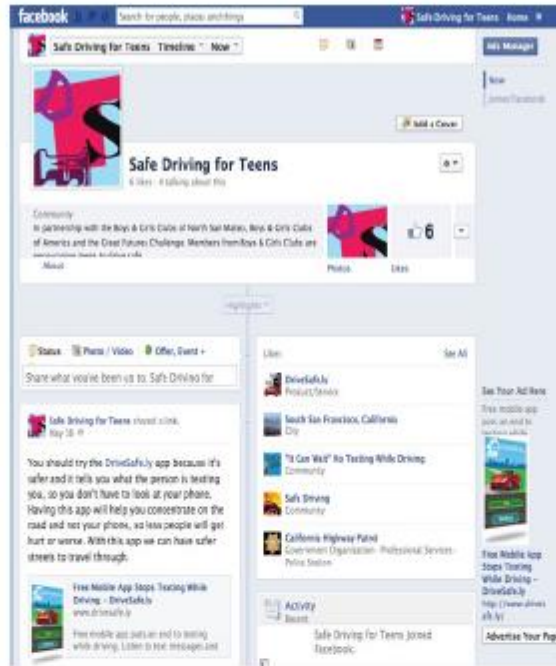 facebook
Search for people, places and things
Safe Driving for Teens Home
Safe Driving for Teens Timeline Now
Ads Manager
Now
Joined Facebook
Add a Cover
Safe Driving for Teens
6 likes · 4 talking about this
Community
In partnership with the Boys & Girls Clubs of North San Mateo, Boys & Girls Clubs
of America and the Great Futures Challenge. Members from Boys & Girls Clubs are
About
6
Photos
Likes
Highlights
Status Photo / Video Offer, Event +
Share what you've been up to, Safe Driving for
Safe Driving for Teens shared a link.
May 30
You should try the DriveSafe.ly app because it's
safer and it tells you what the person is texting
you, so you don't have to look at your phone.
Having this app will help you concentrate on the
road and not your phone, so less people will get
hurt or worse. With this app we can have safer
streets to travel through.
Free Mobile App Stops Texting While
Driving - DriveSafe.ly
www.drivesafe.ly
Free mobile app puts an end to texting
while driving. Listen to text messages and
Likes
See All
DriveSafe.ly
Product/Service
South San Francisco, California
City
"It Can Wait" No Texting While Driving
Community
Safe Driving
Community
California Highway Patrol
Government Organization · Professional Services ·
Police Station
Activity
Recent
Safe Driving for Teens joined
Facebook.
See Your Ad Here
Free mobile app
puts an end to
texting while
Free Mobile App
Stops Texting
While Driving -
DriveSafe.ly
Advertise Your Pag